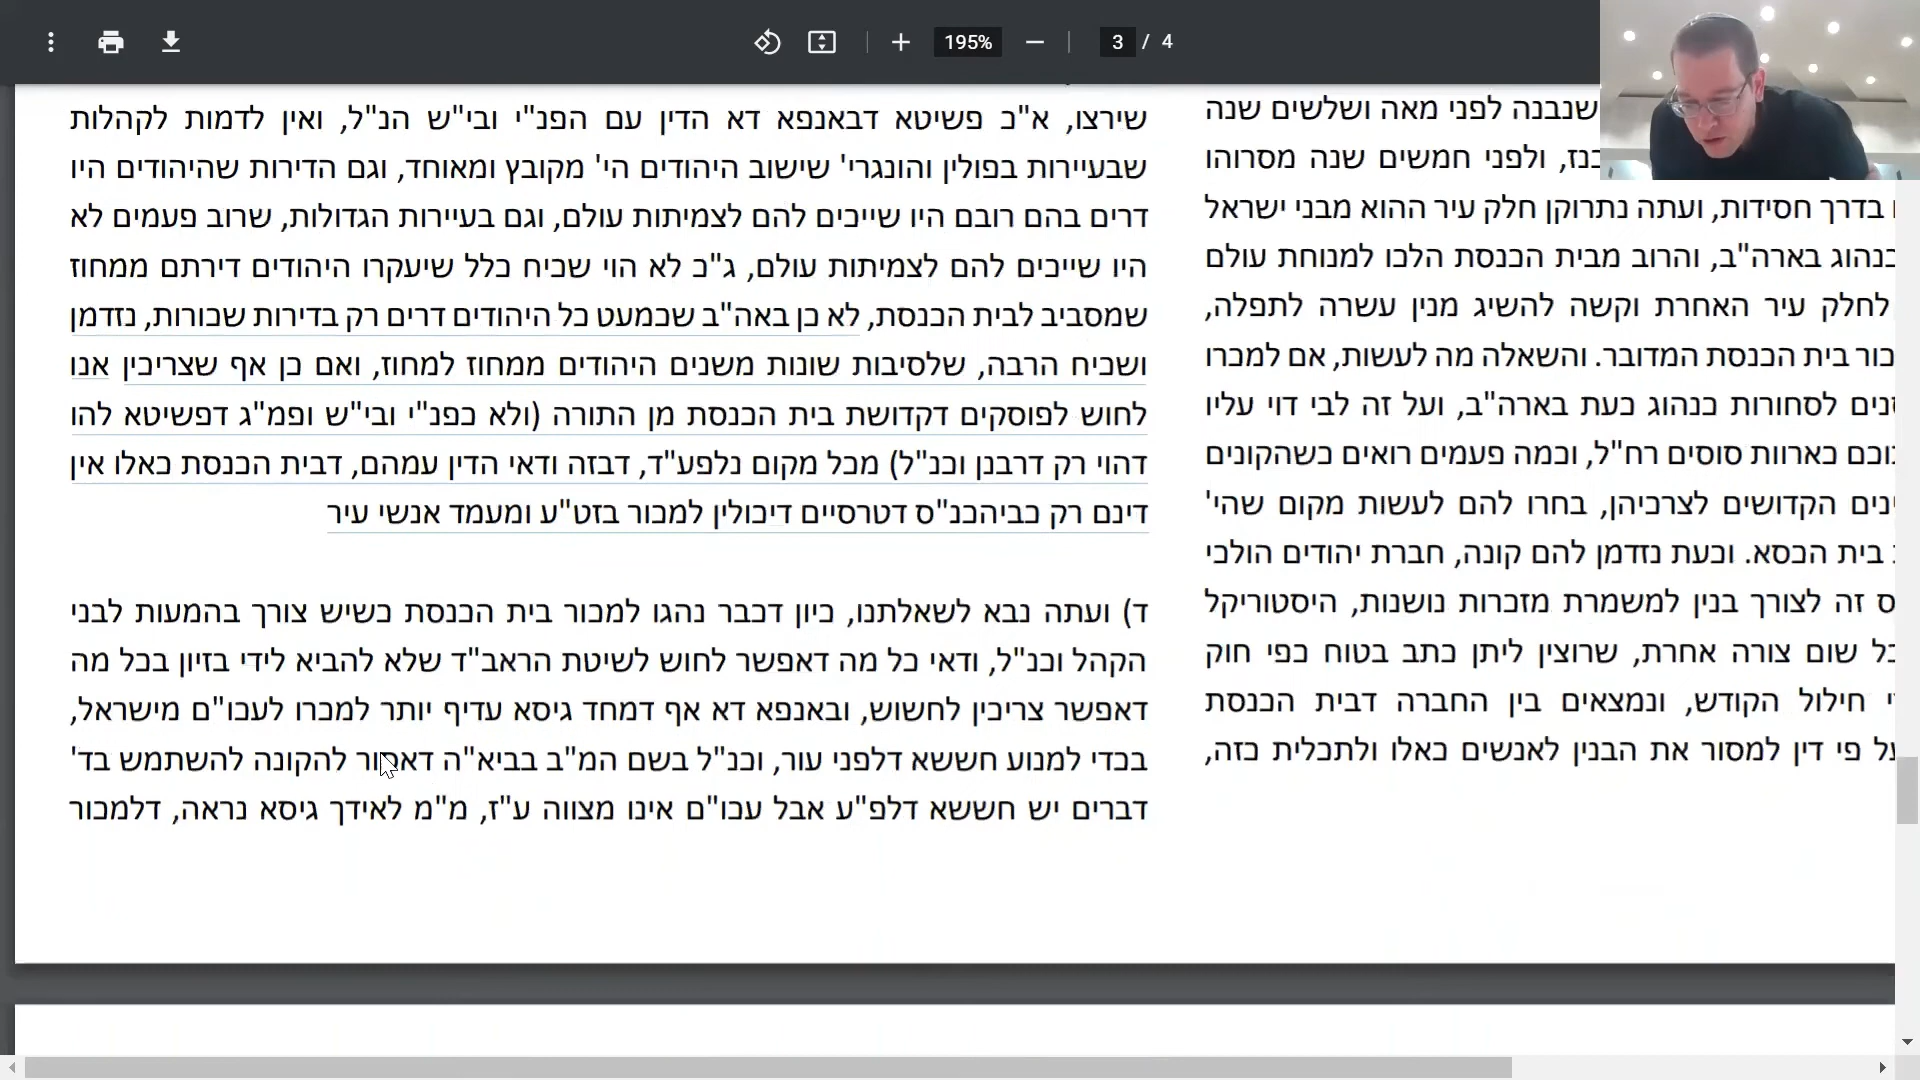 195%
3 / 4
שנבנה לפני מאה ושלשים שנה
ולפני חמשים שנה מסרוהו
בדרך חסידות, ועתה נתרוקן חלק עיר ההוא מבני ישראל
כנהוג בארה"ב, והרוב מבית הכנסת הלכו למנוחת עולם
לחלק עיר האחרת וקשה להשיג מנין עשרה לתפלה,
בית הכנסת המדובר. והשאלה מה לעשות, אם למכרו
לסחורות כנהוג כעת בארה"ב, ועל זה לבי דוי עליו
כארוות סוסים רח"ל, וכמה פעמים רואים כשהקונים
הקדושים לצרכיהן, בחרו להם לעשות מקום שהי'
בית הכסא. וכעת נזדמן להם קונה, חברת יהודים הולכי
זה לצורך בנין למשמרת מזכרות נושנות, היסטוריקל
שום צורה אחרת, שרוצין ליתן כתב בטוח כפי חוק
חילול הקודש, ונמצאים בין החברה דבית הכנסת
פי דין למסור את הבנין לאנשים כאלו ולתכלית כזה,
שירצו, א"כ פשיטא דבאנפא דא הדין עם הפנ"י ובי"ש הנ"ל, ואין לדמות לקהלות
שבעיירות בפולין והונגרי' שישוב היהודים הי' מקובץ ומאוחד, וגם הדירות שהיהודים היו
דרים בהם רובם היו שייכים להם לצמיתות עולם, וגם בעיירות הגדולות, שרוב פעמים לא
היו שייכים להם לצמיתות עולם, ג"כ לא הוי שכיח כלל שיעקרו היהודים דירתם ממחוז
שמסביב לבית הכנסת, לא כן באה"ב שכמעט כל היהודים דרים רק בדירות שכורות, נזדמן
ושכיח הרבה, שלסיבות שונות משנים היהודים ממחוז למחוז, ואם כן אף שצריכין אנו
לחוש לפוסקים דקדושת בית הכנסת מן התורה (ולא כפנ"י ובי"ש ופמ"ג דפשיטא להו
דהוי רק דרבנן וכנ"ל) מכל מקום נלפע"ד, דבזה ודאי הדין עמהם, דבית הכנסת כאלו אין
דינם רק כביהכנ"ס דטרסיים דיכולין למכור בזט"ע ומעמד אנשי עיר
ד) ועתה נבא לשאלתנו, כיון דכבר נהגו למכור בית הכנסת כשיש צורך בהמעות לבני
הקהל וכנ"ל, ודאי כל מה דאפשר לחוש לשיטת הראב"ד שלא להביא לידי בזיון בכל מה
דאפשר צריכין לחשוש, ובאנפא דא אף דמחד גיסא עדיף יותר למכרו לעכו"ם מישראל,
בכדי למנוע חששא דלפני עור, וכנ"ל בשם המ"ב בביא"ה דאסור להקונה להשתמש בד'
דברים יש חששא דלפ"ע אבל עכו"ם אינו מצווה ע"ז, מ"מ לאידך גיסא נראה, דלמכור